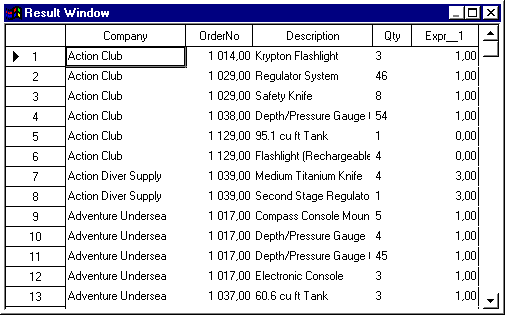 Result Window
Company OrderNo Description Qty Expr__1
1 Action Club 1 014,00 Krypton Flashlight 3 1,00
2 Action Club 1 029,00 Regulator System 46 1,00
3 Action Club 1 029,00 Safety Knife 8 1,00
4 Action Club 1 038,00 Depth/Pressure Gauge 54 1,00
5 Action Club 1 129,00 95.1 cu ft Tank 1 0,00
6 Action Club 1 129,00 Flashlight (Rechargeable 4 0,00
7 Action Diver Supply 1 039,00 Medium Titanium Knife 4 3,00
8 Action Diver Supply 1 039,00 Second Stage Regulato 1 3,00
9 Adventure Undersea 1 017,00 Compass Console Moun 5 1,00
10 Adventure Undersea 1 017,00 Depth/Pressure Gauge 4 1,00
11 Adventure Undersea 1 017,00 Depth/Pressure Gauge 45 1,00
12 Adventure Undersea 1 017,00 Electronic Console 3 1,00
13 Adventure Undersea 1 037,00 60.6 cu ft Tank 3 1,00